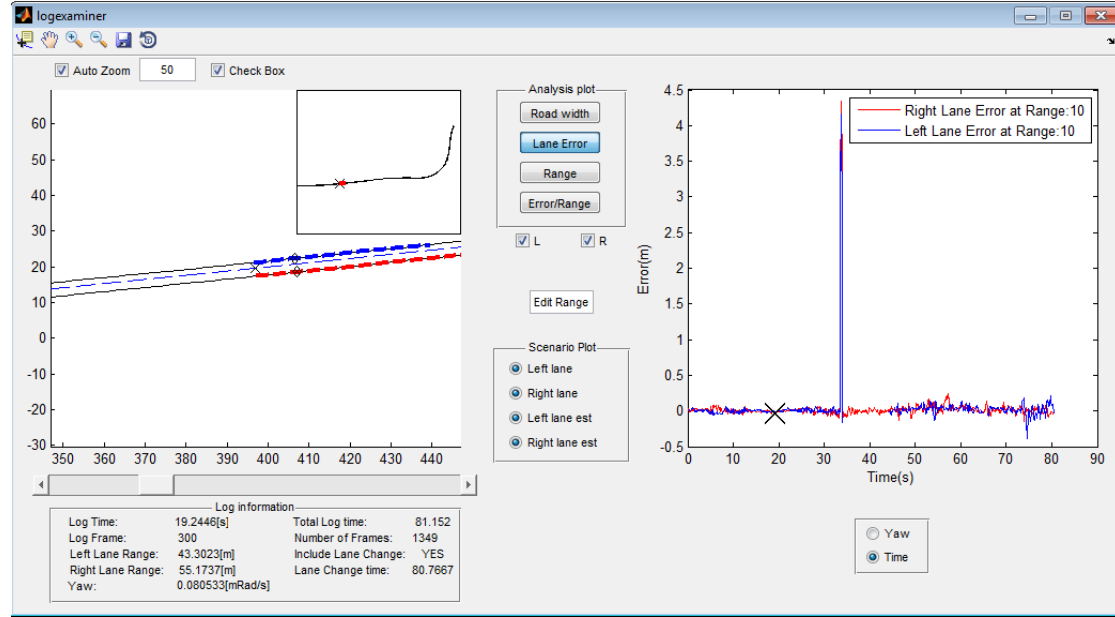 logexaminer
Auto Zoom 50 Check Box
60
50
40
30
20
10
0
-10
-20
-30
350 360 370 380 390 400 410 420 430 440
Analysis plot
Road width
Lane Error
Range
Error/Range
L R
Edit Range
Scenario Plot
Left lane
Right lane
Left lane est
Right lane est
Right Lane Error at Range:10
Left Lane Error at Range:10
4.5
4
3.5
3
2.5
2
1.5
1
0.5
0
-0.5
Error(m)
0 10 20 30 40 50 60 70 80 90
Time(s)
Log information
Log Time: 19.2446[s] Total Log time: 81.152
Log Frame: 300 Number of Frames: 1349
Left Lane Range: 43.3023[m] Include Lane Change: YES
Right Lane Range: 55.1737[m] Lane Change time: 80.7667
Yaw: 0.080533[mRad/s]
Yaw
Time